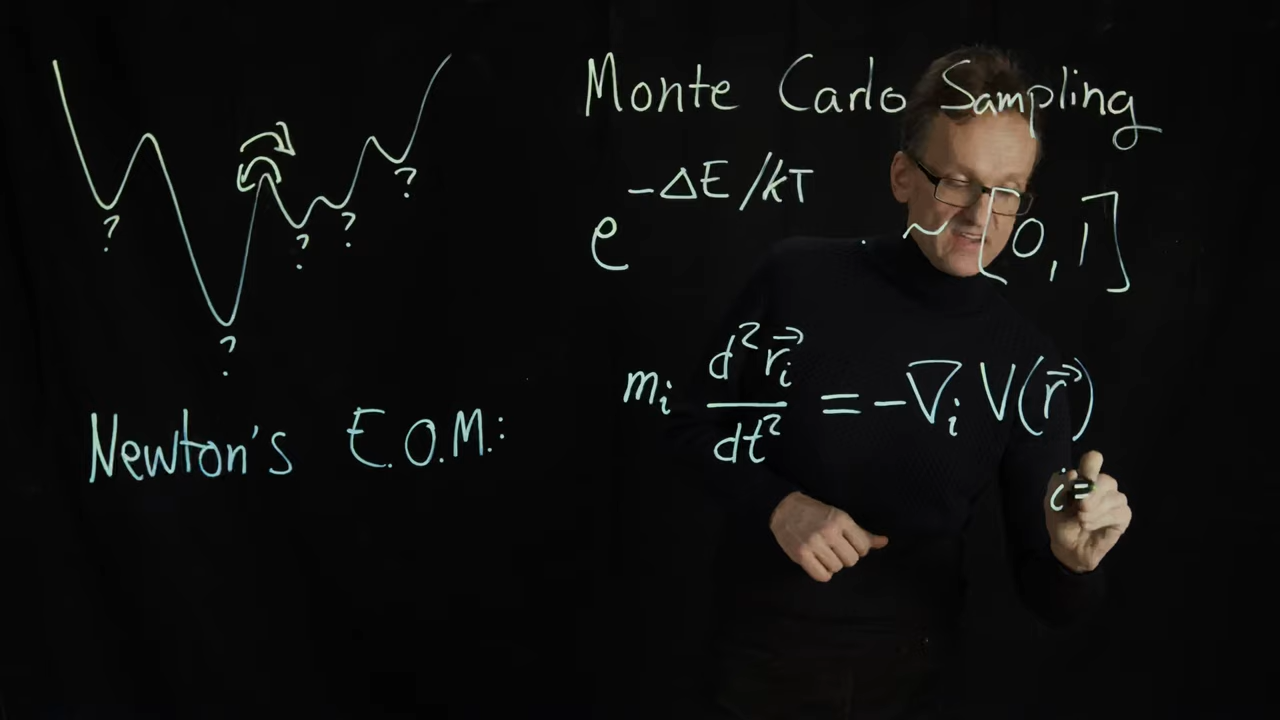 Monte Carlo Sampling
e^{-ΔE/kT} ~ [0,1]
? ? ? ? ?
m_i d²r⃗_i/dt² = -∇_i V(r⃗)
Newton's E.O.M.:
i=